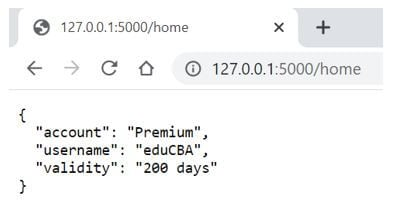 127.0.0.1:5000/home
127.0.0.1:5000/home
{
  "account": "Premium",
  "username": "eduCBA",
  "validity": "200 days"
}